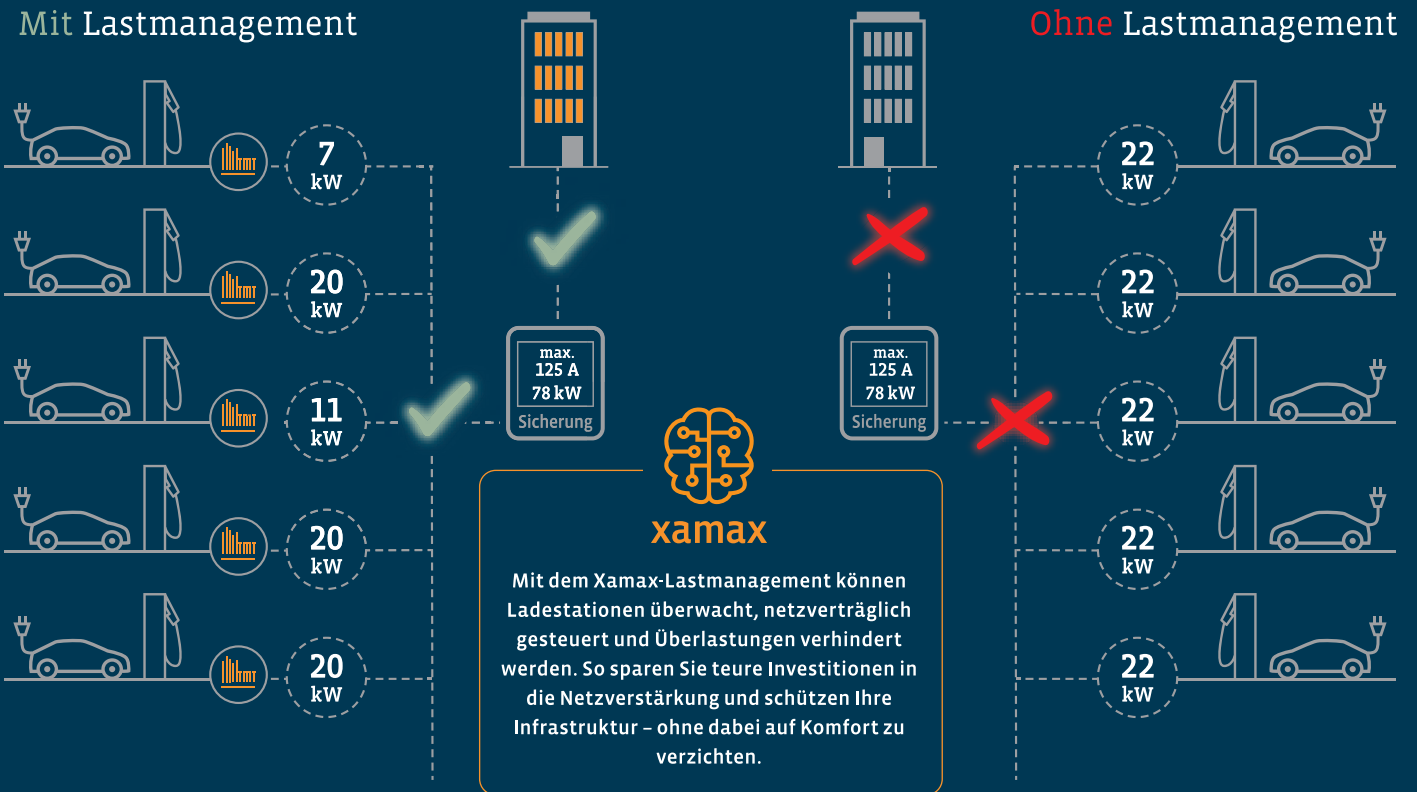 Mit Lastmanagement
7
kW
20
kW
11
kW
20
kW
20
kW
max.
125 A
78 kW
Sicherung
xamax
Mit dem Xamax-Lastmanagement können
Ladestationen überwacht, netzverträglich
gesteuert und Überlastungen verhindert
werden. So sparen Sie teure Investitionen in
die Netzverstärkung und schützen Ihre
Infrastruktur – ohne dabei auf Komfort zu
verzichten.
Ohne Lastmanagement
max.
125 A
78 kW
Sicherung
22
kW
22
kW
22
kW
22
kW
22
kW